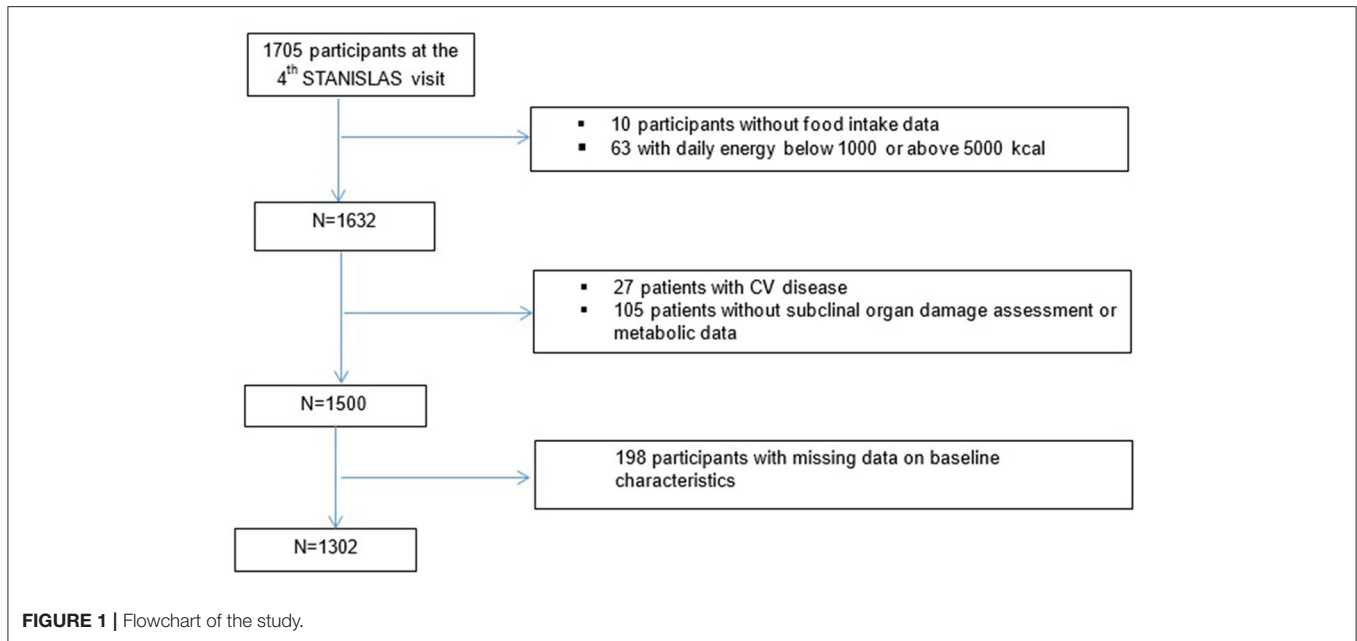 1705 participants at the
4th STANISLAS visit
▪ 10 participants without food intake data
▪ 63 with daily energy below 1000 or above 5000 kcal
N=1632
▪ 27 patients with CV disease
▪ 105 patients without subclinal organ damage assessment or
metabolic data
N=1500
198 participants with missing data on baseline
characteristics
N=1302
FIGURE 1 | Flowchart of the study.